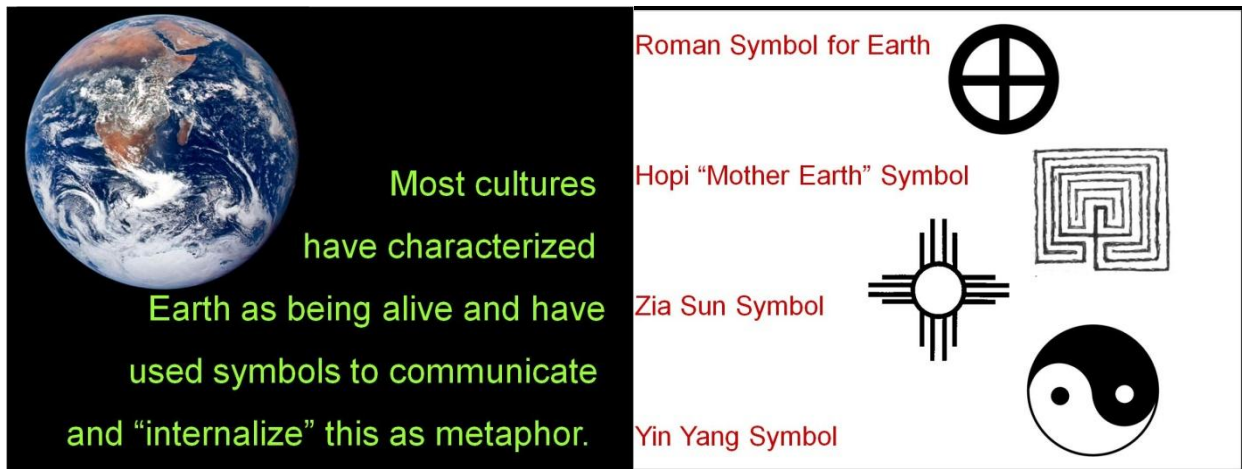 Most cultures
have characterized
Earth as being alive and have
used symbols to communicate
and “internalize” this as metaphor.
Roman Symbol for Earth
Hopi “Mother Earth” Symbol
Zia Sun Symbol
Yin Yang Symbol